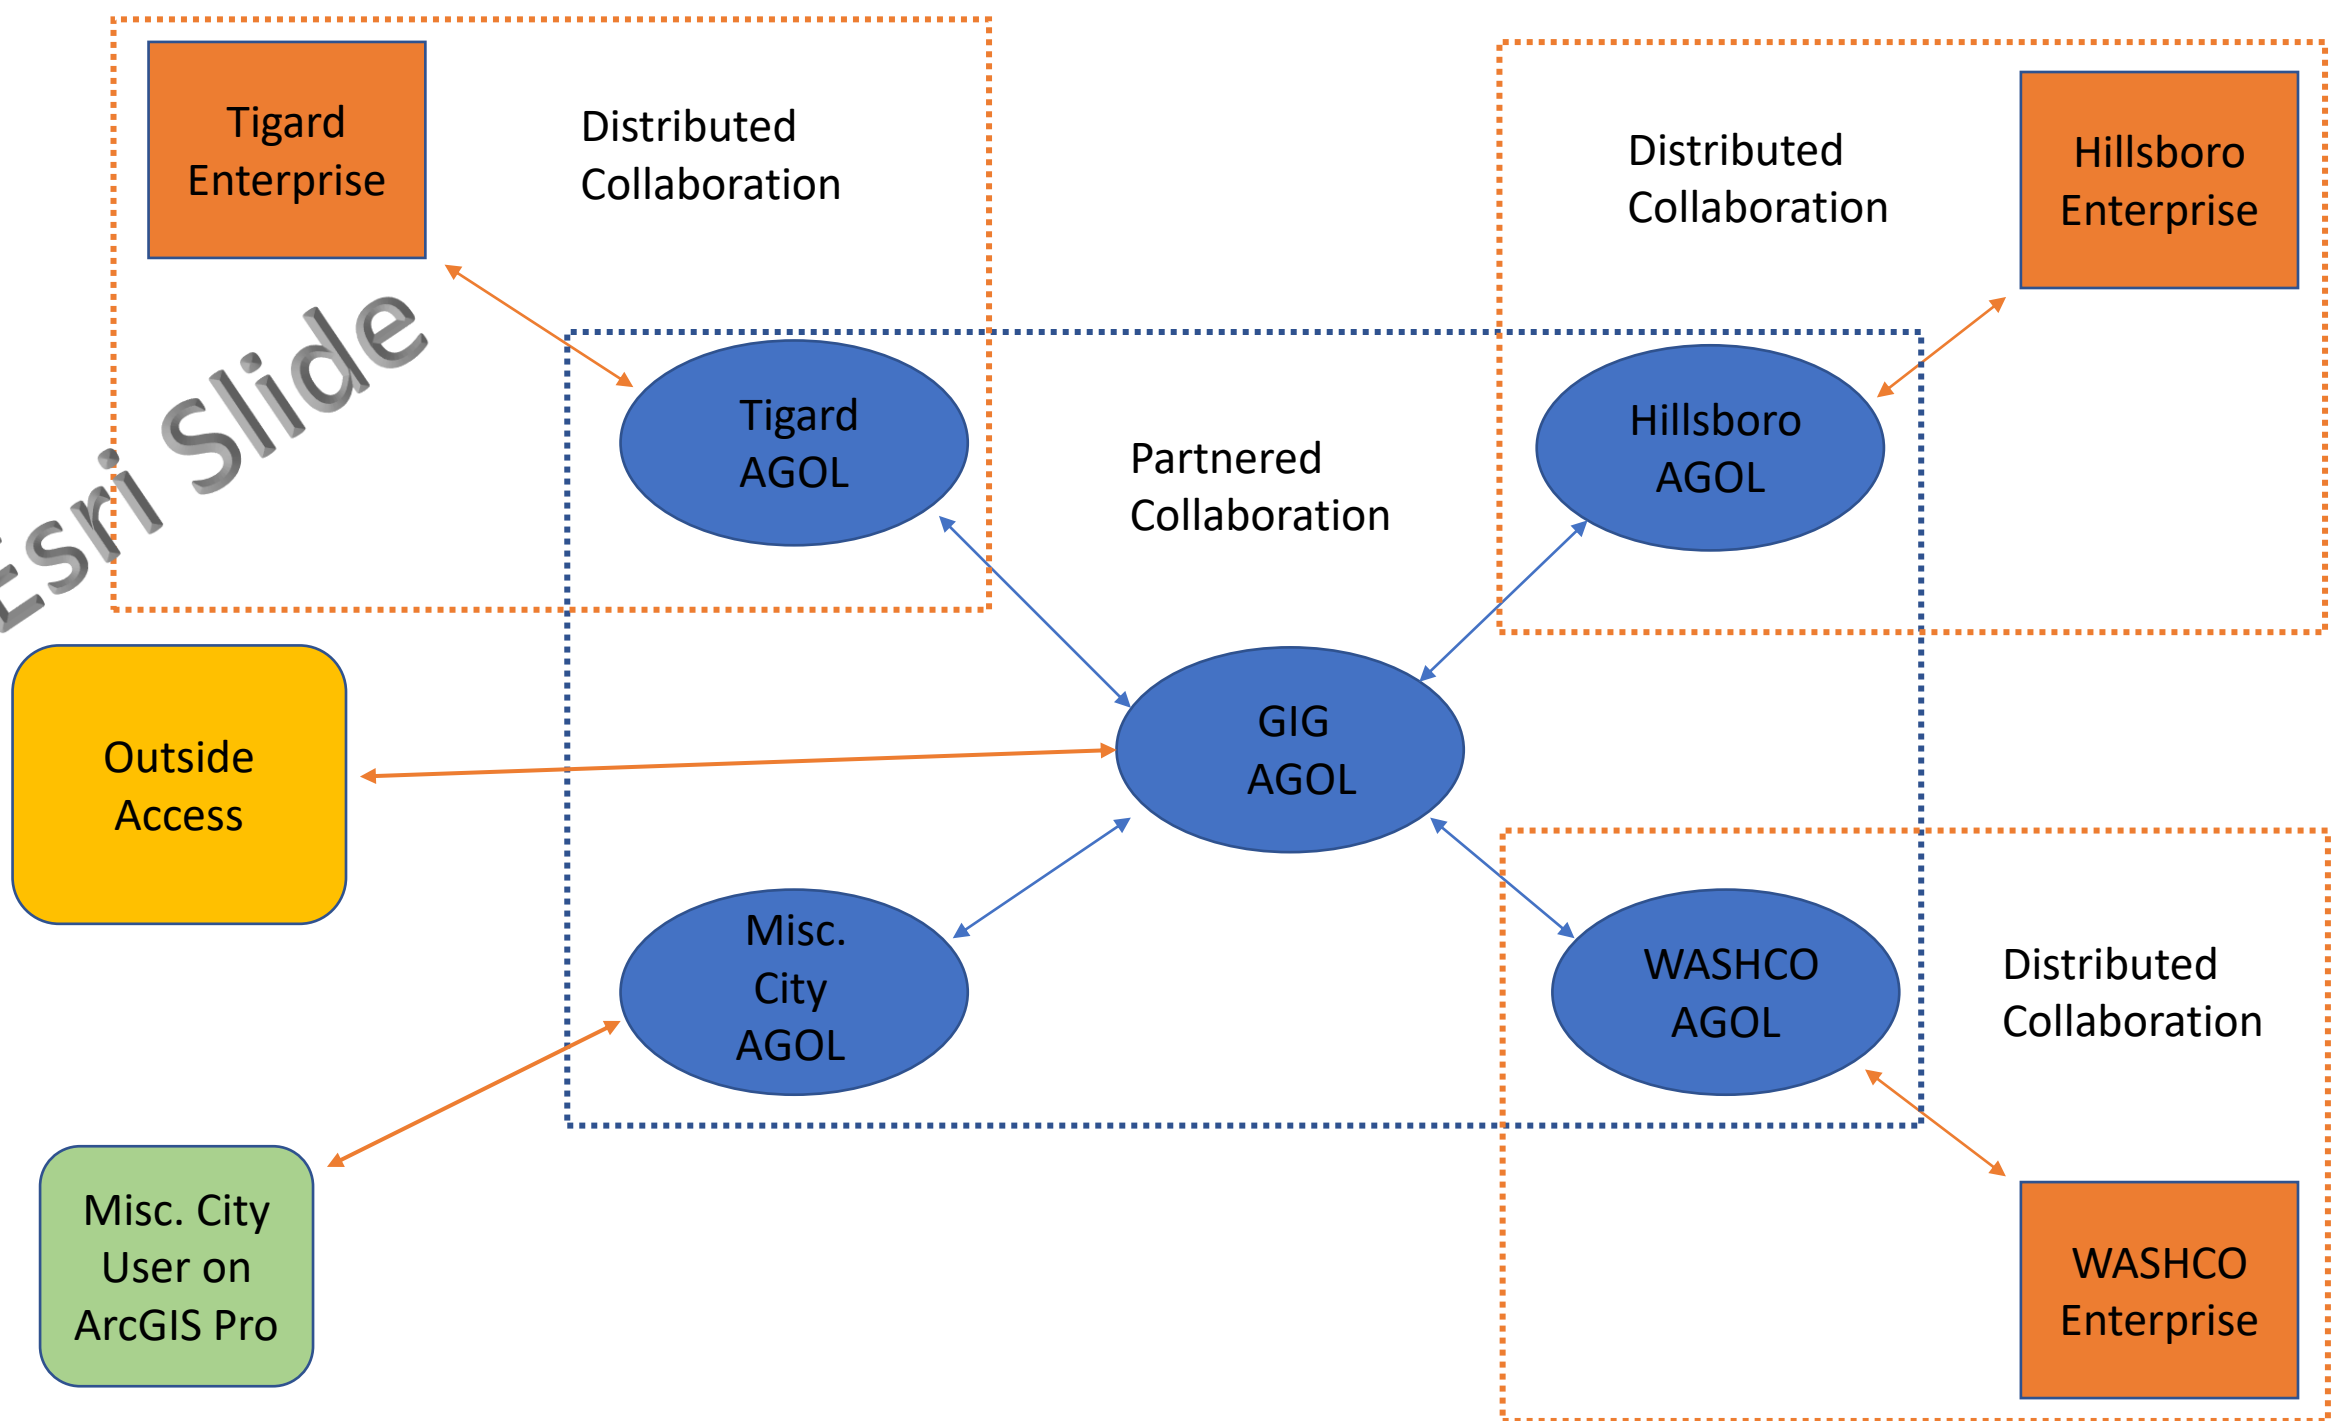 Tigard
Enterprise
Distributed
Collaboration
Distributed
Collaboration
Hillsboro
Enterprise
Esri Slide
Tigard
AGOL
Partnered
Collaboration
Hillsboro
AGOL
Outside
Access
GIG
AGOL
Misc.
City
AGOL
WASHCO
AGOL
Distributed
Collaboration
Misc. City
User on
ArcGIS Pro
WASHCO
Enterprise